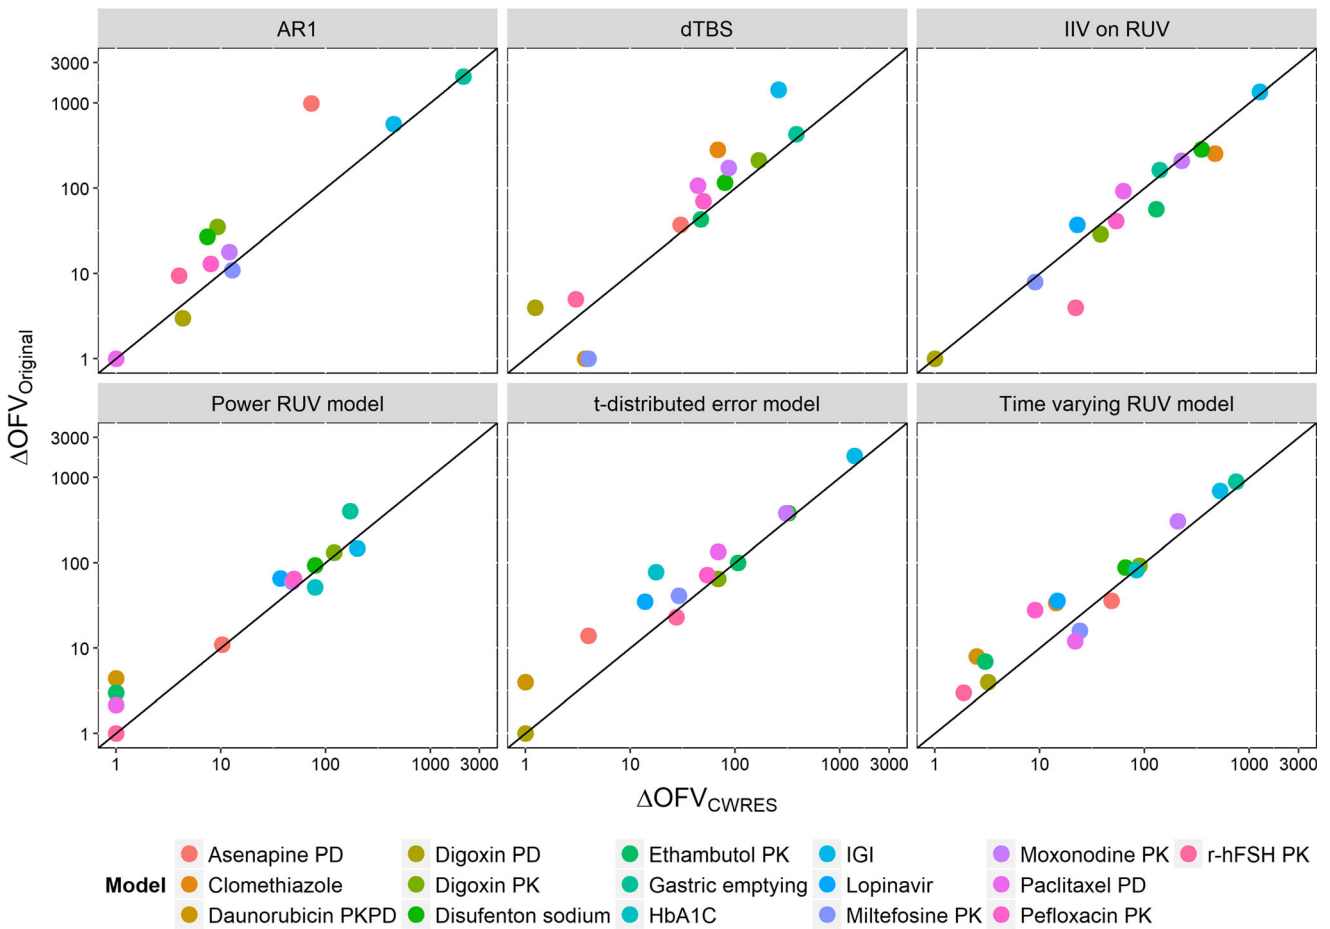 AR1 dTBS IIV on RUV
3000
1000
100
10
1
Power RUV model t-distributed error model Time varying RUV model
3000
1000
100
10
1
ΔOFVOriginal
1 10 100 1000 3000 1 10 100 1000 3000 1 10 100 1000 3000
ΔOFVCWRES
Asenapine PD Digoxin PD Ethambutol PK IGI Moxonodine PK r-hFSH PK
Model Clomethiazole Digoxin PK Gastric emptying Lopinavir Paclitaxel PD
Daunorubicin PKPD Disufenton sodium HbA1C Miltefosine PK Pefloxacin PK